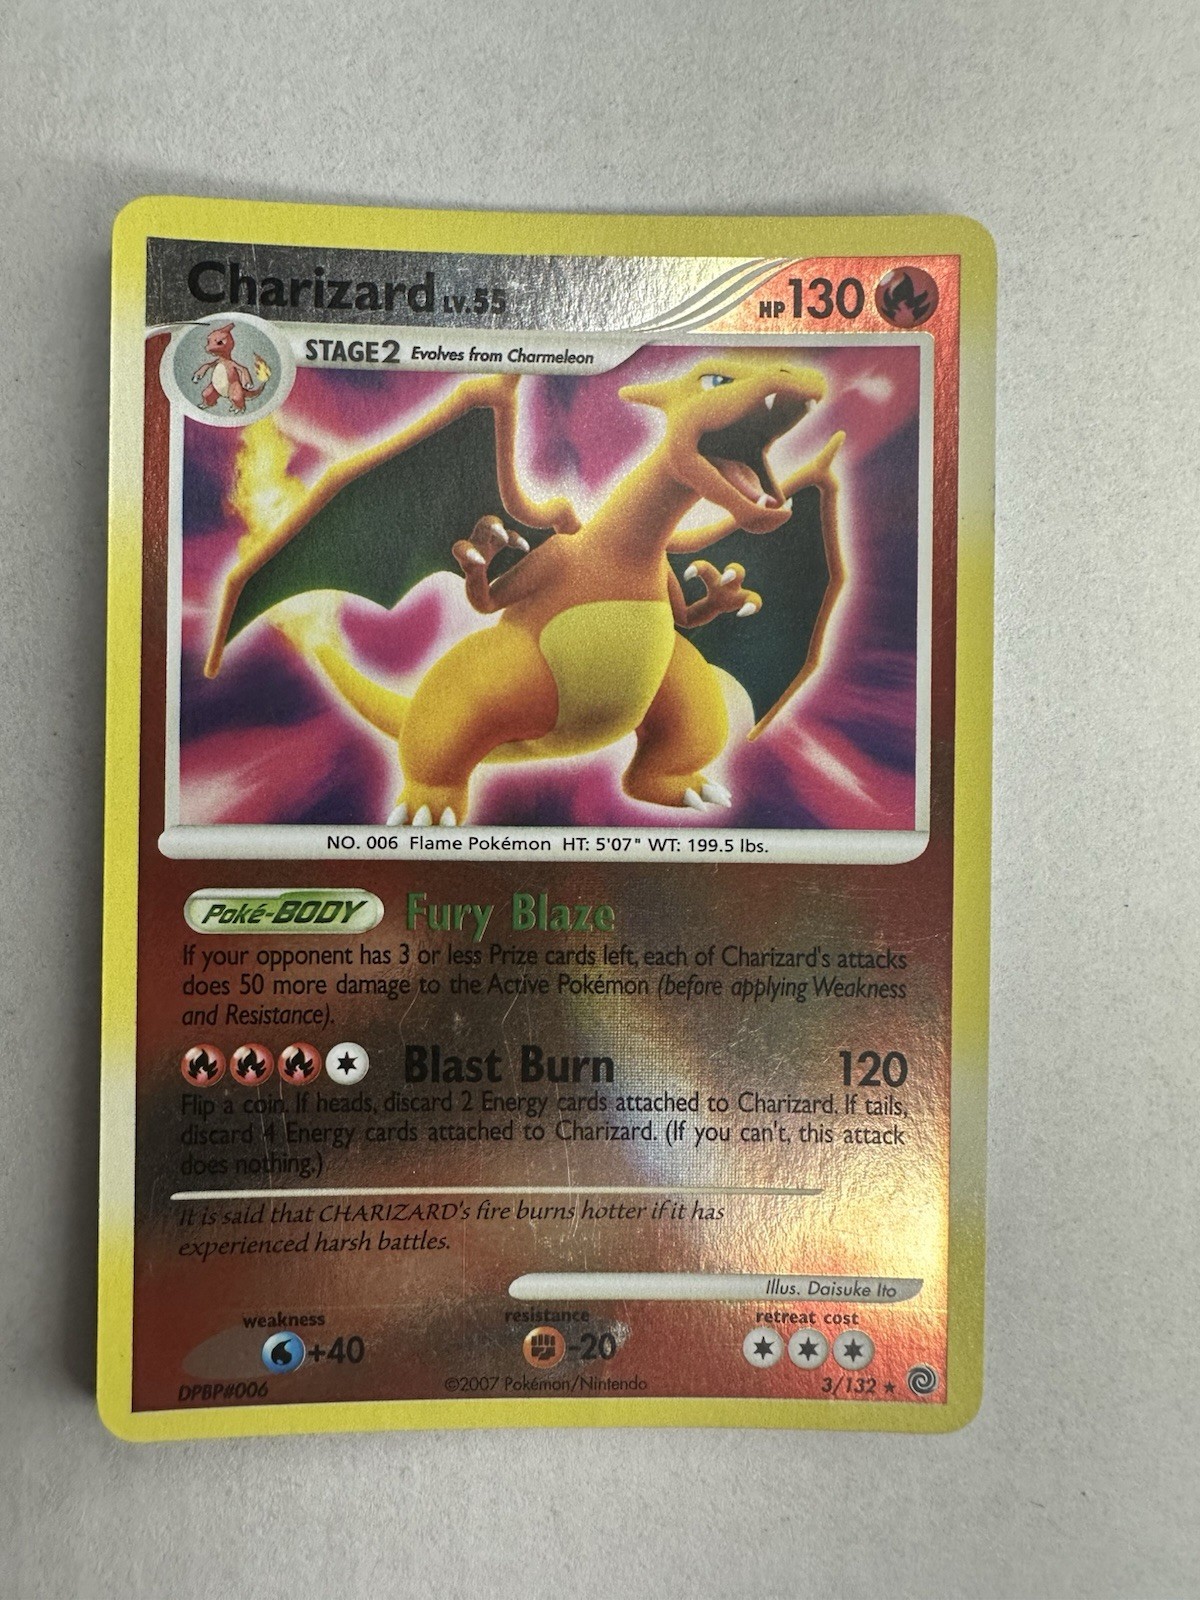 Charizard LV.55 HP 130
STAGE2 Evolves from Charmeleon
NO. 006 Flame Pokémon HT: 5'07" WT: 199.5 lbs.
Poké-BODY Fury Blaze
If your opponent has 3 or less Prize cards left, each of Charizard's attacks
does 50 more damage to the Active Pokémon (before applying Weakness
and Resistance).
Blast Burn 120
Flip a coin. If heads, discard 2 Energy cards attached to Charizard. If tails,
discard 4 Energy cards attached to Charizard. (If you can't, this attack
does nothing.)
It is said that CHARIZARD's fire burns hotter if it has
experienced harsh battles.
Illus. Daisuke Ito
weakness resistance retreat cost
+40 -20
DPBP#006 ©2007 Pokémon/Nintendo 3/132 ★